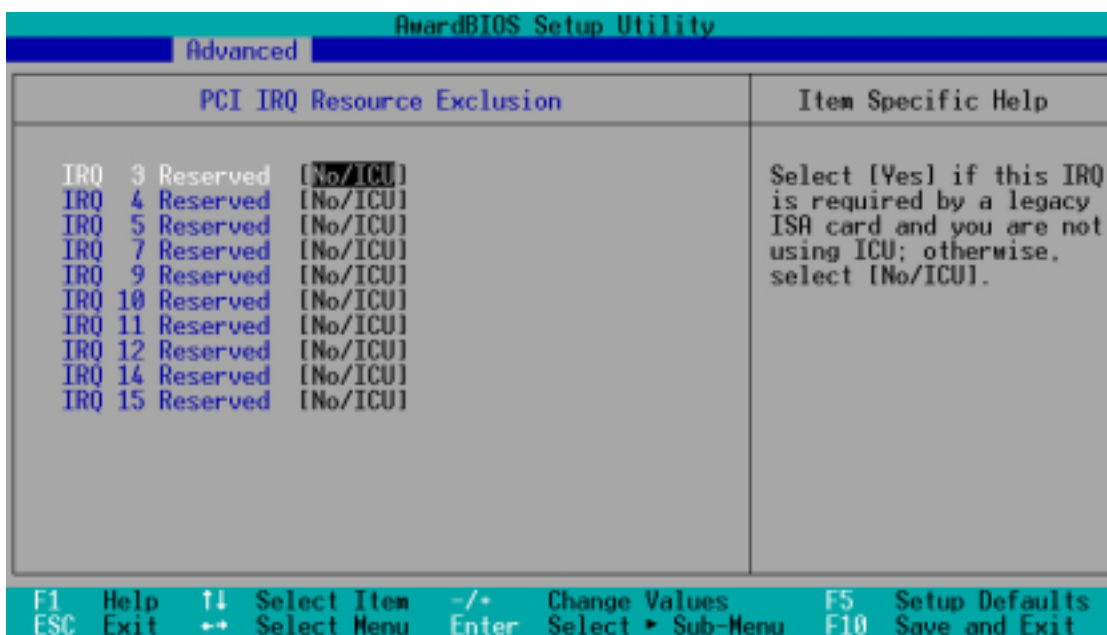 AwardBIOS Setup Utility
Advanced
PCI IRQ Resource Exclusion
IRQ 3 Reserved [No/ICU]
IRQ 4 Reserved [No/ICU]
IRQ 5 Reserved [No/ICU]
IRQ 7 Reserved [No/ICU]
IRQ 9 Reserved [No/ICU]
IRQ 10 Reserved [No/ICU]
IRQ 11 Reserved [No/ICU]
IRQ 12 Reserved [No/ICU]
IRQ 14 Reserved [No/ICU]
IRQ 15 Reserved [No/ICU]
Item Specific Help
Select [Yes] if this IRQ
is required by a legacy
ISA card and you are not
using ICU; otherwise,
select [No/ICU].
F1 Help ↑↓ Select Item -/+ Change Values F5 Setup Defaults
ESC Exit ←→ Select Menu Enter Select ► Sub-Menu F10 Save and Exit